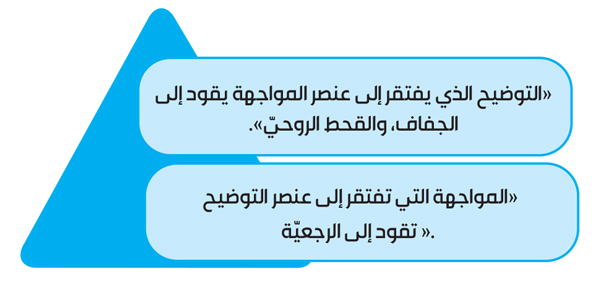 «التوضيح الذي يفتقر إلى عنصر المواجهة يقود إلى
الجفاف، والقحط الروحيّ».
«المواجهة التي تفتقر إلى عنصر التوضيح
تقود إلى الرجعيّة ».